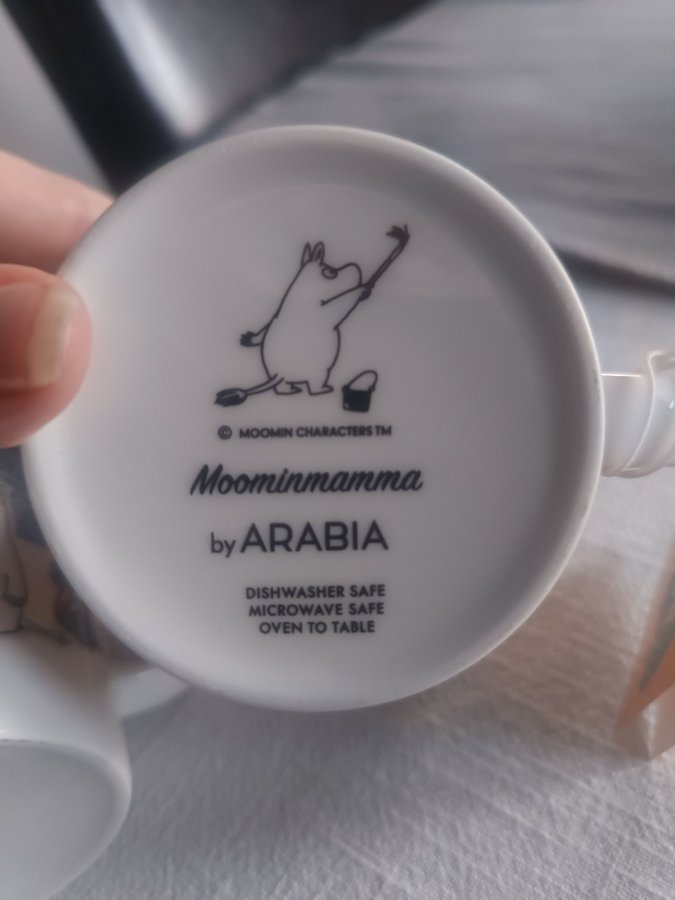 © MOOMIN CHARACTERS TM
Moominmamma
by ARABIA
DISHWASHER SAFE
MICROWAVE SAFE
OVEN TO TABLE